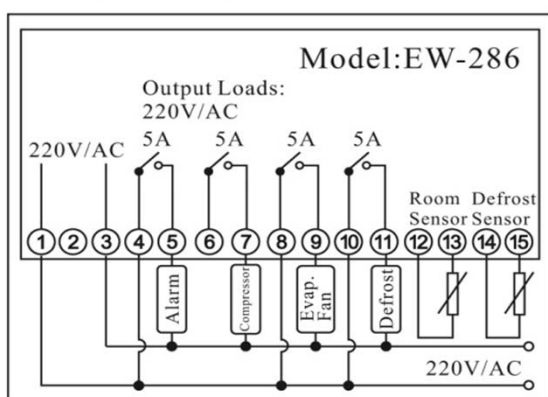 Model:EW-286
Output Loads:
220V/AC
5A 5A 5A 5A
220V/AC
Room Defrost
Sensor Sensor
1 2 3 4 5 6 7 8 9 10 11 12 13 14 15
Alarm
Compressor
Evap.
Fan
Defrost
220V/AC